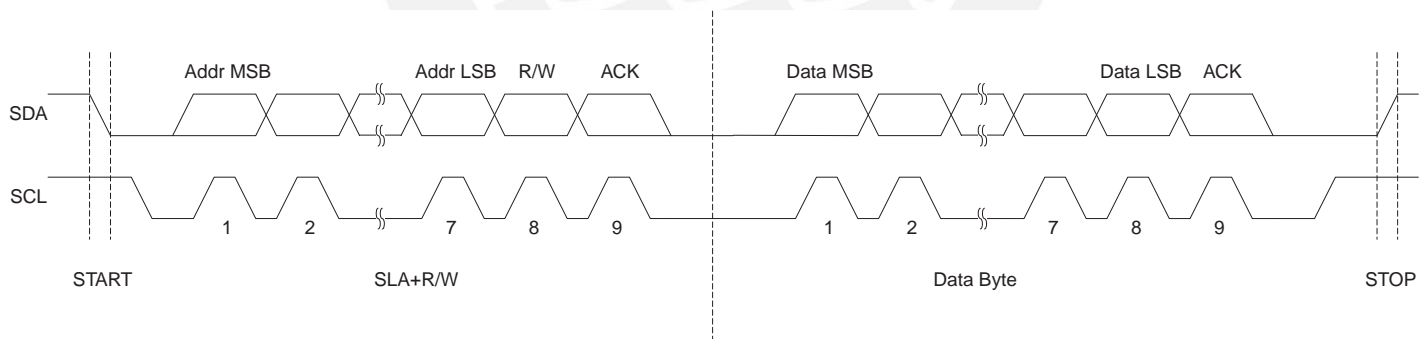 Addr MSB Addr LSB R/W ACK Data MSB Data LSB ACK
SDA
SCL
1 2 7 8 9 1 2 7 8 9
START SLA+R/W Data Byte STOP